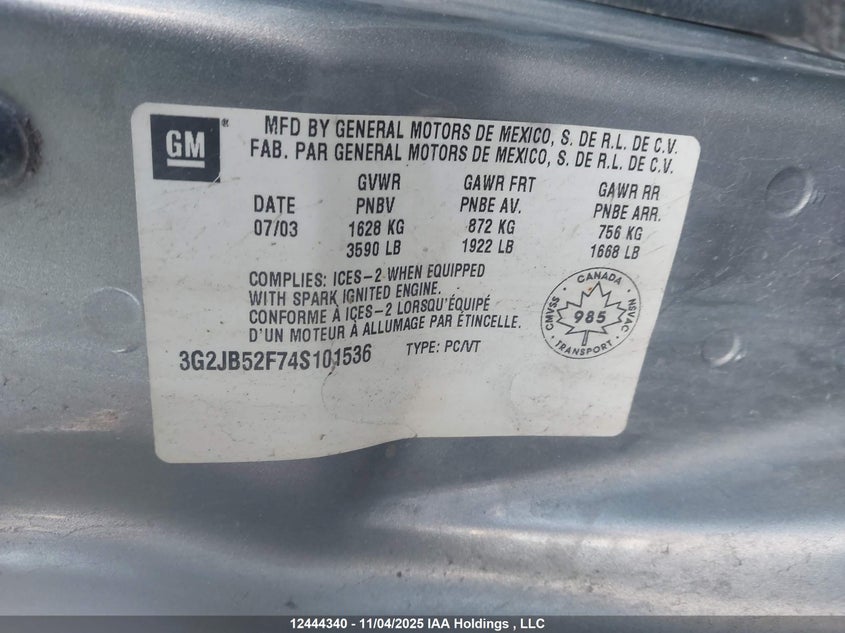 GM ®
MFD BY GENERAL MOTORS DE MEXICO, S. DE R.L. DE C.V.
FAB. PAR GENERAL MOTORS DE MEXICO, S. DE R.L. DE C.V.
GVWR GAWR FRT GAWR RR
DATE PNBV PNBE AV. PNBE ARR.
07/03 1628 KG 872 KG 756 KG
3590 LB 1922 LB 1668 LB
COMPLIES: ICES-2 WHEN EQUIPPED
WITH SPARK IGNITED ENGINE.
CONFORME À ICES-2 LORSQU'ÉQUIPÉ
D'UN MOTEUR À ALLUMAGE PAR ÉTINCELLE.
3G2JB52F74S101536 TYPE: PC/VT
CANADA
CMVSS 985 NSVAC
TRANSPORT
12444340 - 11/04/2025 IAA Holdings , LLC